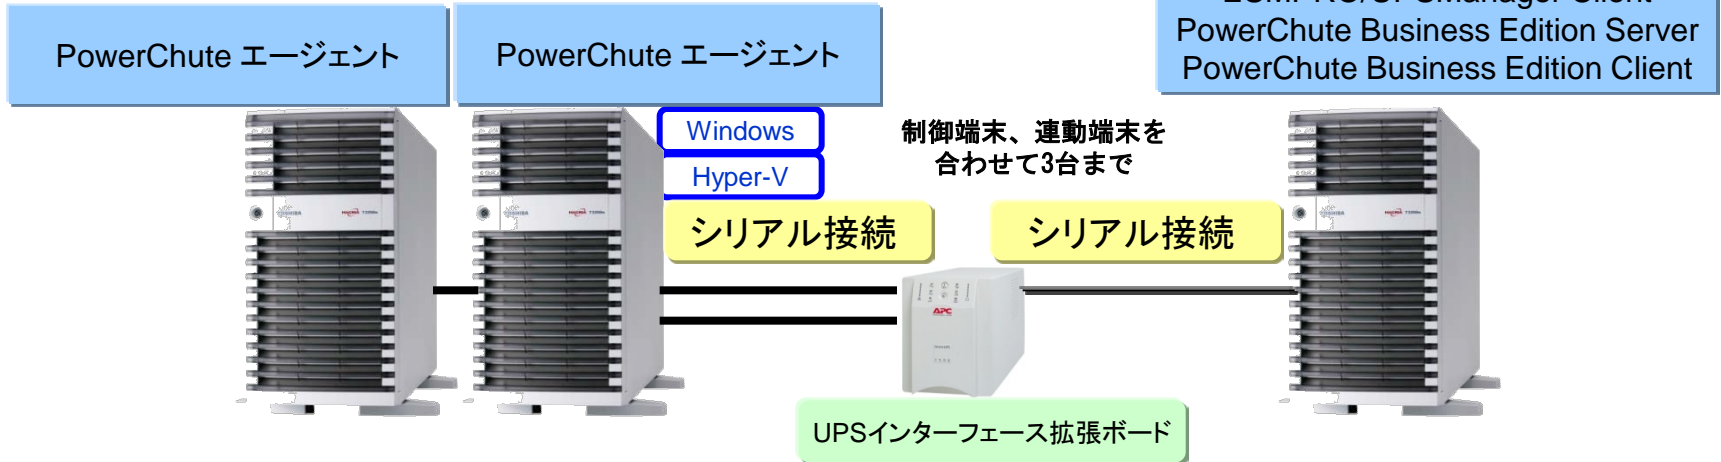 PowerChute Business Edition Server
PowerChute Business Edition Client
PowerChute エージェント
PowerChute エージェント
Windows
Hyper-V
制御端末、連動端末を
合わせて3台まで
シリアル接続
シリアル接続
APC
UPSインターフェース拡張ボード